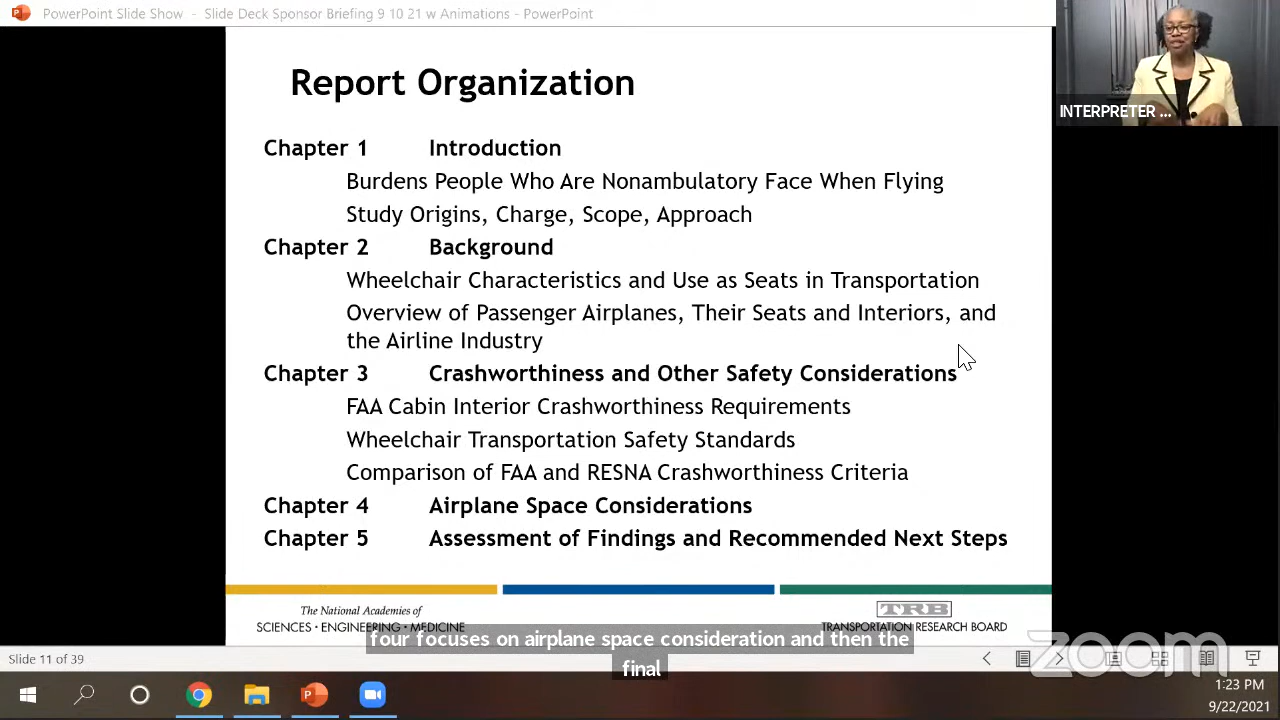 PowerPoint Slide Show - Slide Deck Sponsor Briefing 9 10 21 w Animations - PowerPoint
INTERPRETER ...
Report Organization
Chapter 1 Introduction
Burdens People Who Are Nonambulatory Face When Flying
Study Origins, Charge, Scope, Approach
Chapter 2 Background
Wheelchair Characteristics and Use as Seats in Transportation
Overview of Passenger Airplanes, Their Seats and Interiors, and
the Airline Industry
Chapter 3 Crashworthiness and Other Safety Considerations
FAA Cabin Interior Crashworthiness Requirements
Wheelchair Transportation Safety Standards
Comparison of FAA and RESNA Crashworthiness Criteria
Chapter 4 Airplane Space Considerations
Chapter 5 Assessment of Findings and Recommended Next Steps
The National Academies of
SCIENCES · ENGINEERING · MEDICINE
TRB
TRANSPORTATION RESEARCH BOARD
four focuses on airplane space consideration and then the
final
Slide 11 of 39
zoom
1:23 PM
9/22/2021